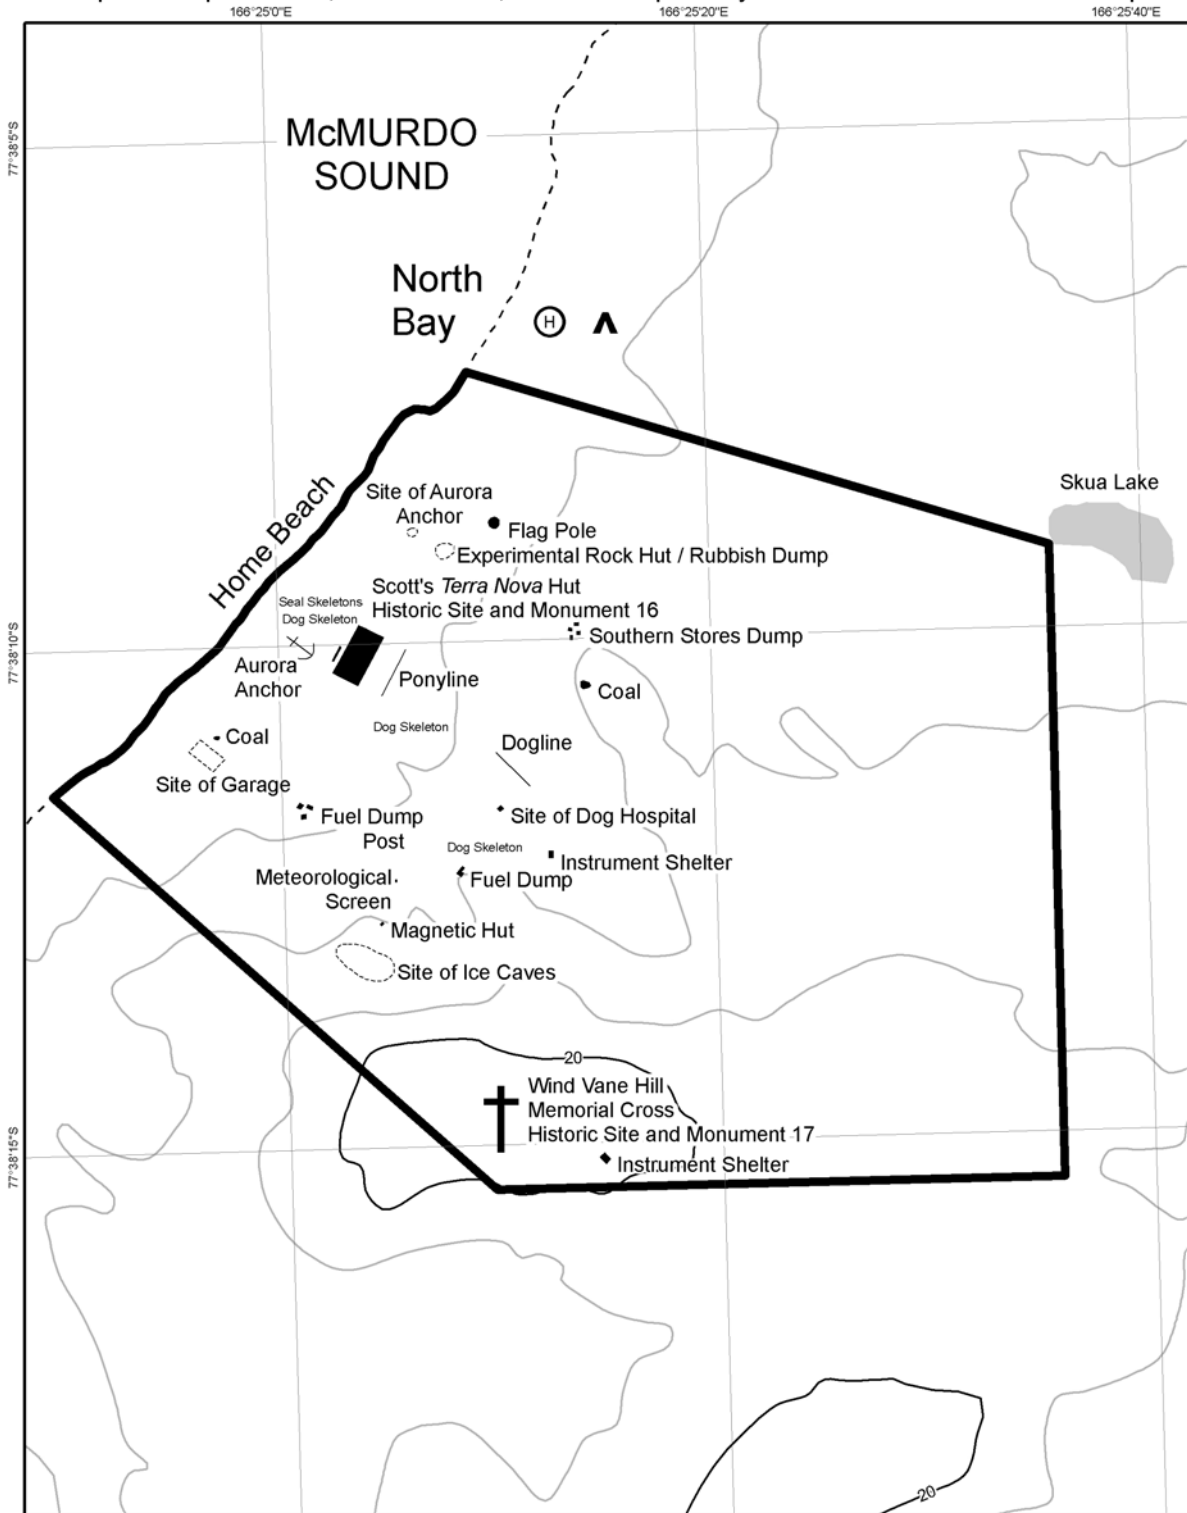 166°25'0"E
166°25'20"E
166°25'40"E
77°38'5"S
McMURDO
SOUND
North
Bay
H
Skua Lake
Home Beach
Site of Aurora
Anchor
Flag Pole
Experimental Rock Hut / Rubbish Dump
Scott's Terra Nova Hut
Historic Site and Monument 16
Seal Skeletons
Dog Skeleton
Southern Stores Dump
77°38'10"S
Aurora
Anchor
Ponyline
Coal
Dog Skeleton
Coal
Dogline
Site of Garage
Fuel Dump
Post
Site of Dog Hospital
Dog Skeleton
Instrument Shelter
Meteorological
Screen
Fuel Dump
Magnetic Hut
Site of Ice Caves
20
Wind Vane Hill
Memorial Cross
Historic Site and Monument 17
77°38'15"S
Instrument Shelter
20